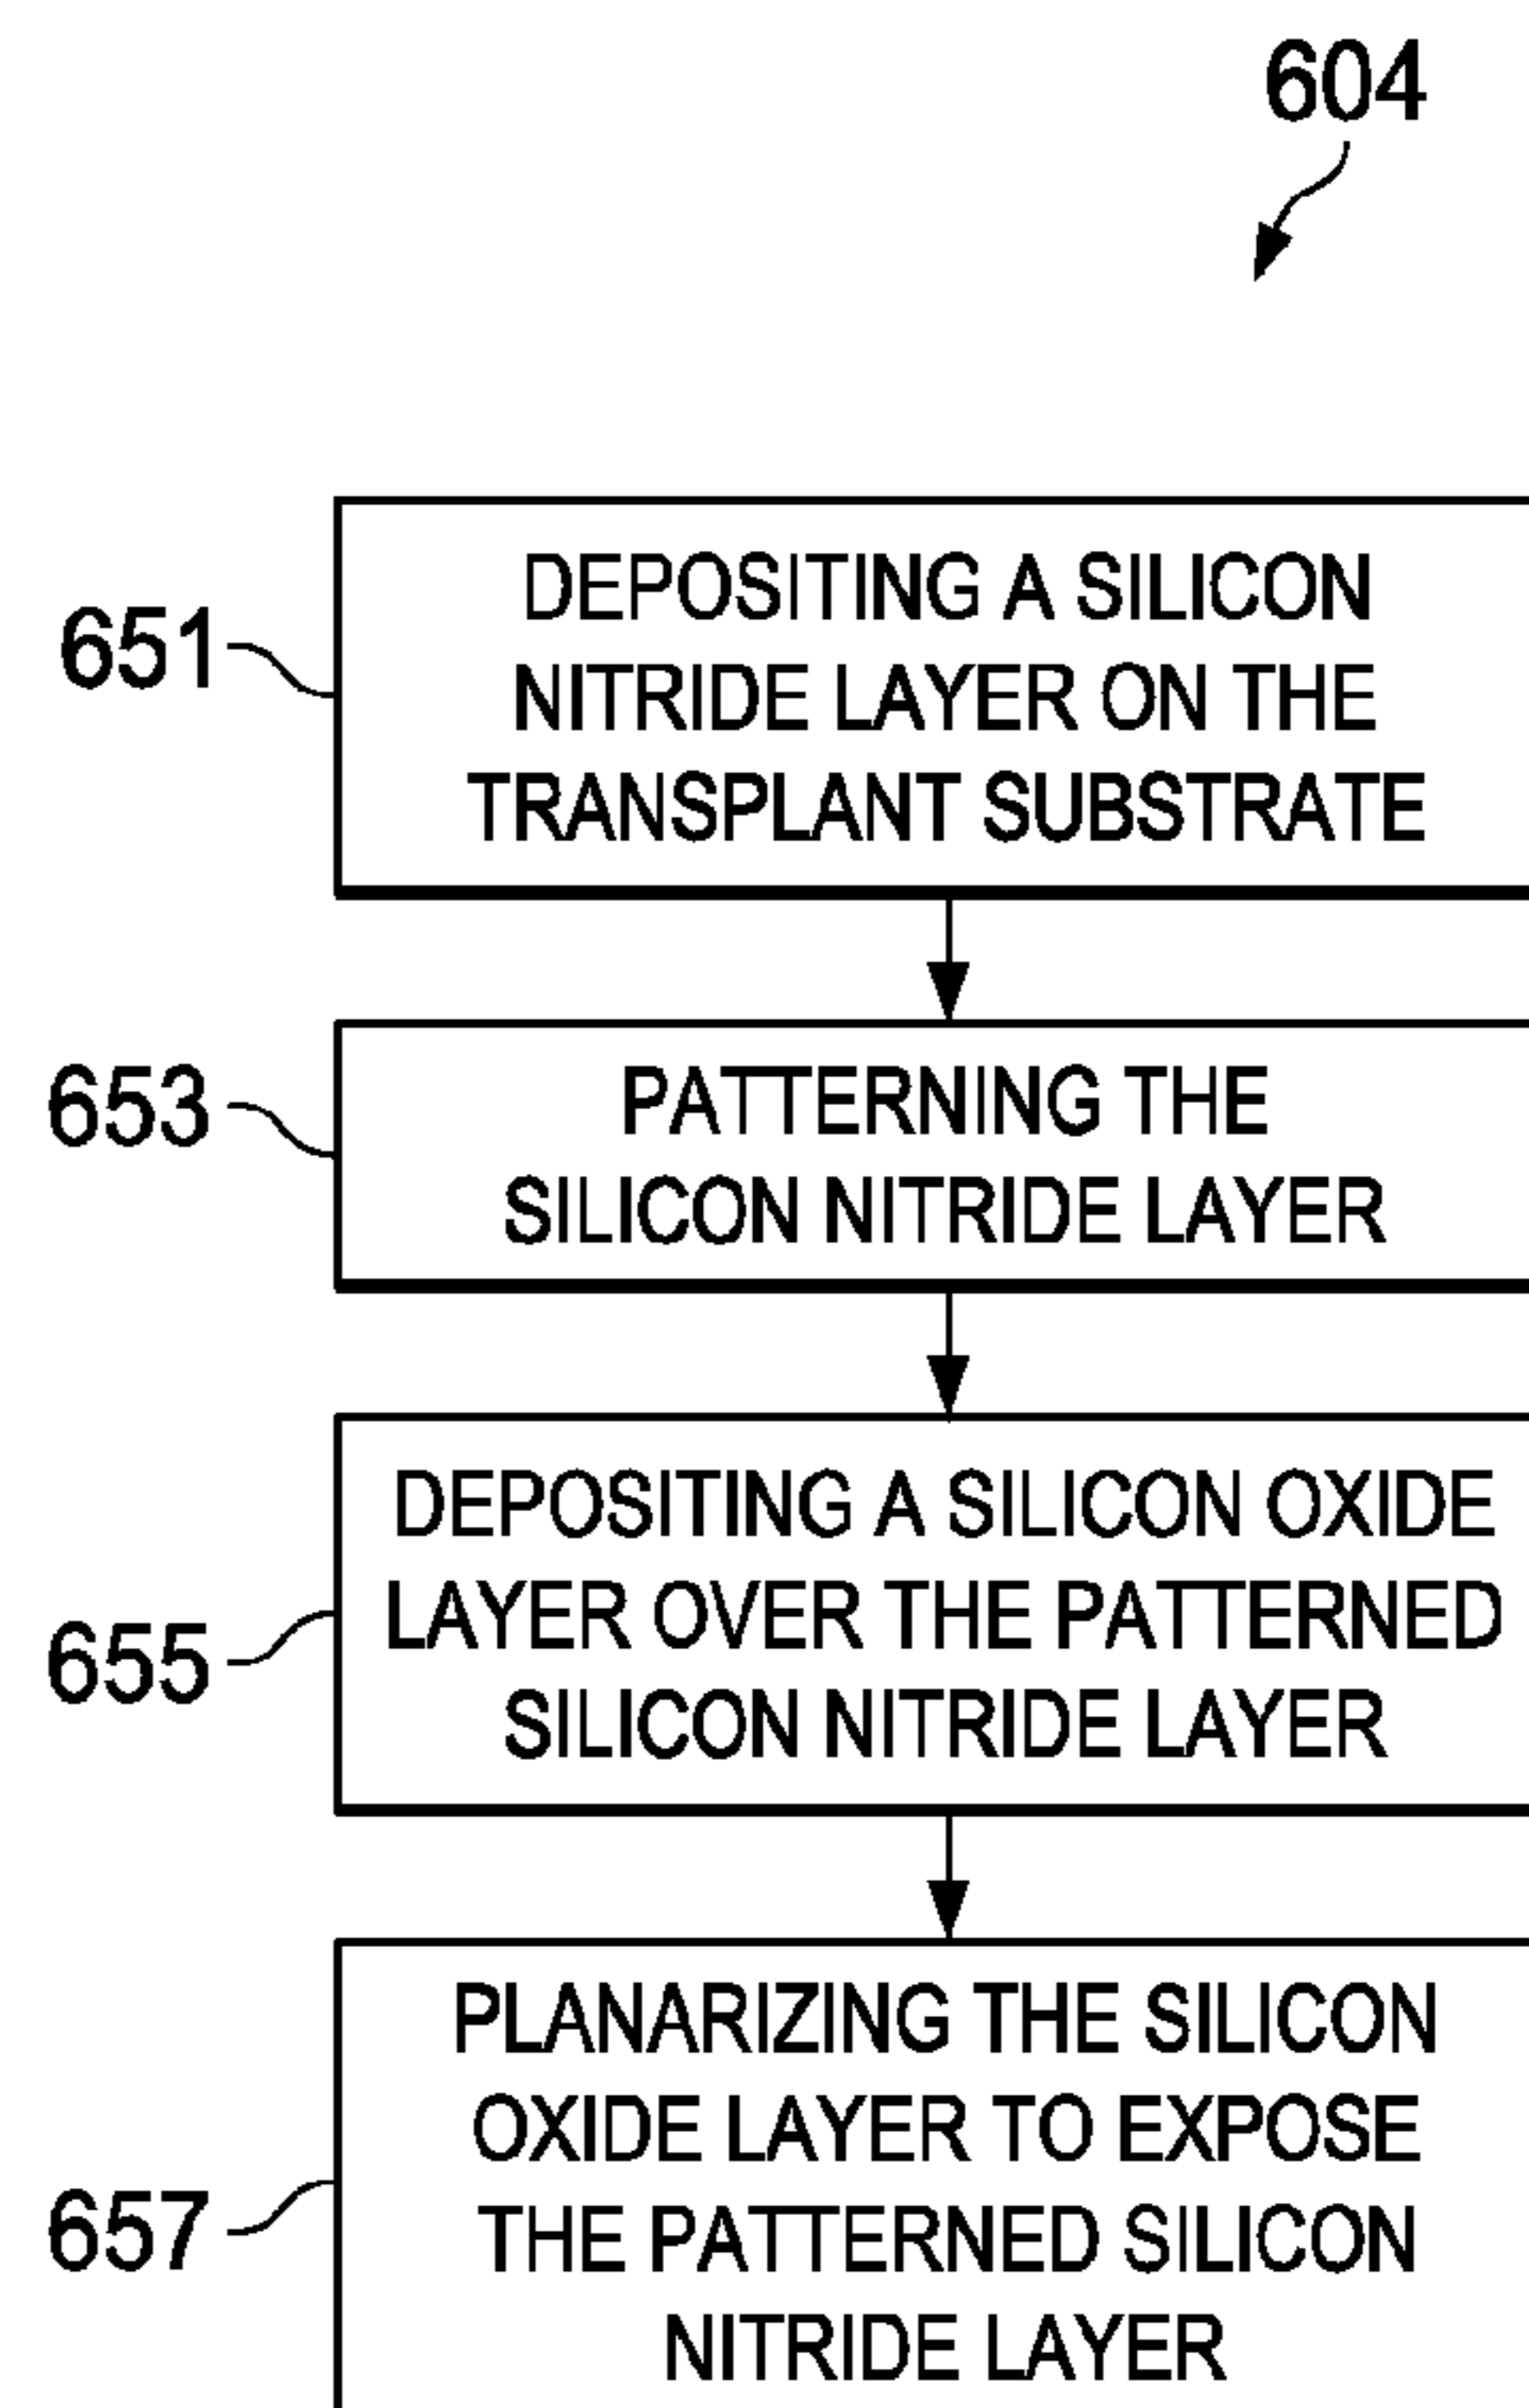 604
651
DEPOSITING A SILICON
NITRIDE LAYER ON THE
TRANSPLANT SUBSTRATE
653
PATTERNING THE
SILICON NITRIDE LAYER
655
DEPOSITING A SILICON OXIDE
LAYER OVER THE PATTERNED
SILICON NITRIDE LAYER
657
PLANARIZING THE SILICON
OXIDE LAYER TO EXPOSE
THE PATTERNED SILICON
NITRIDE LAYER